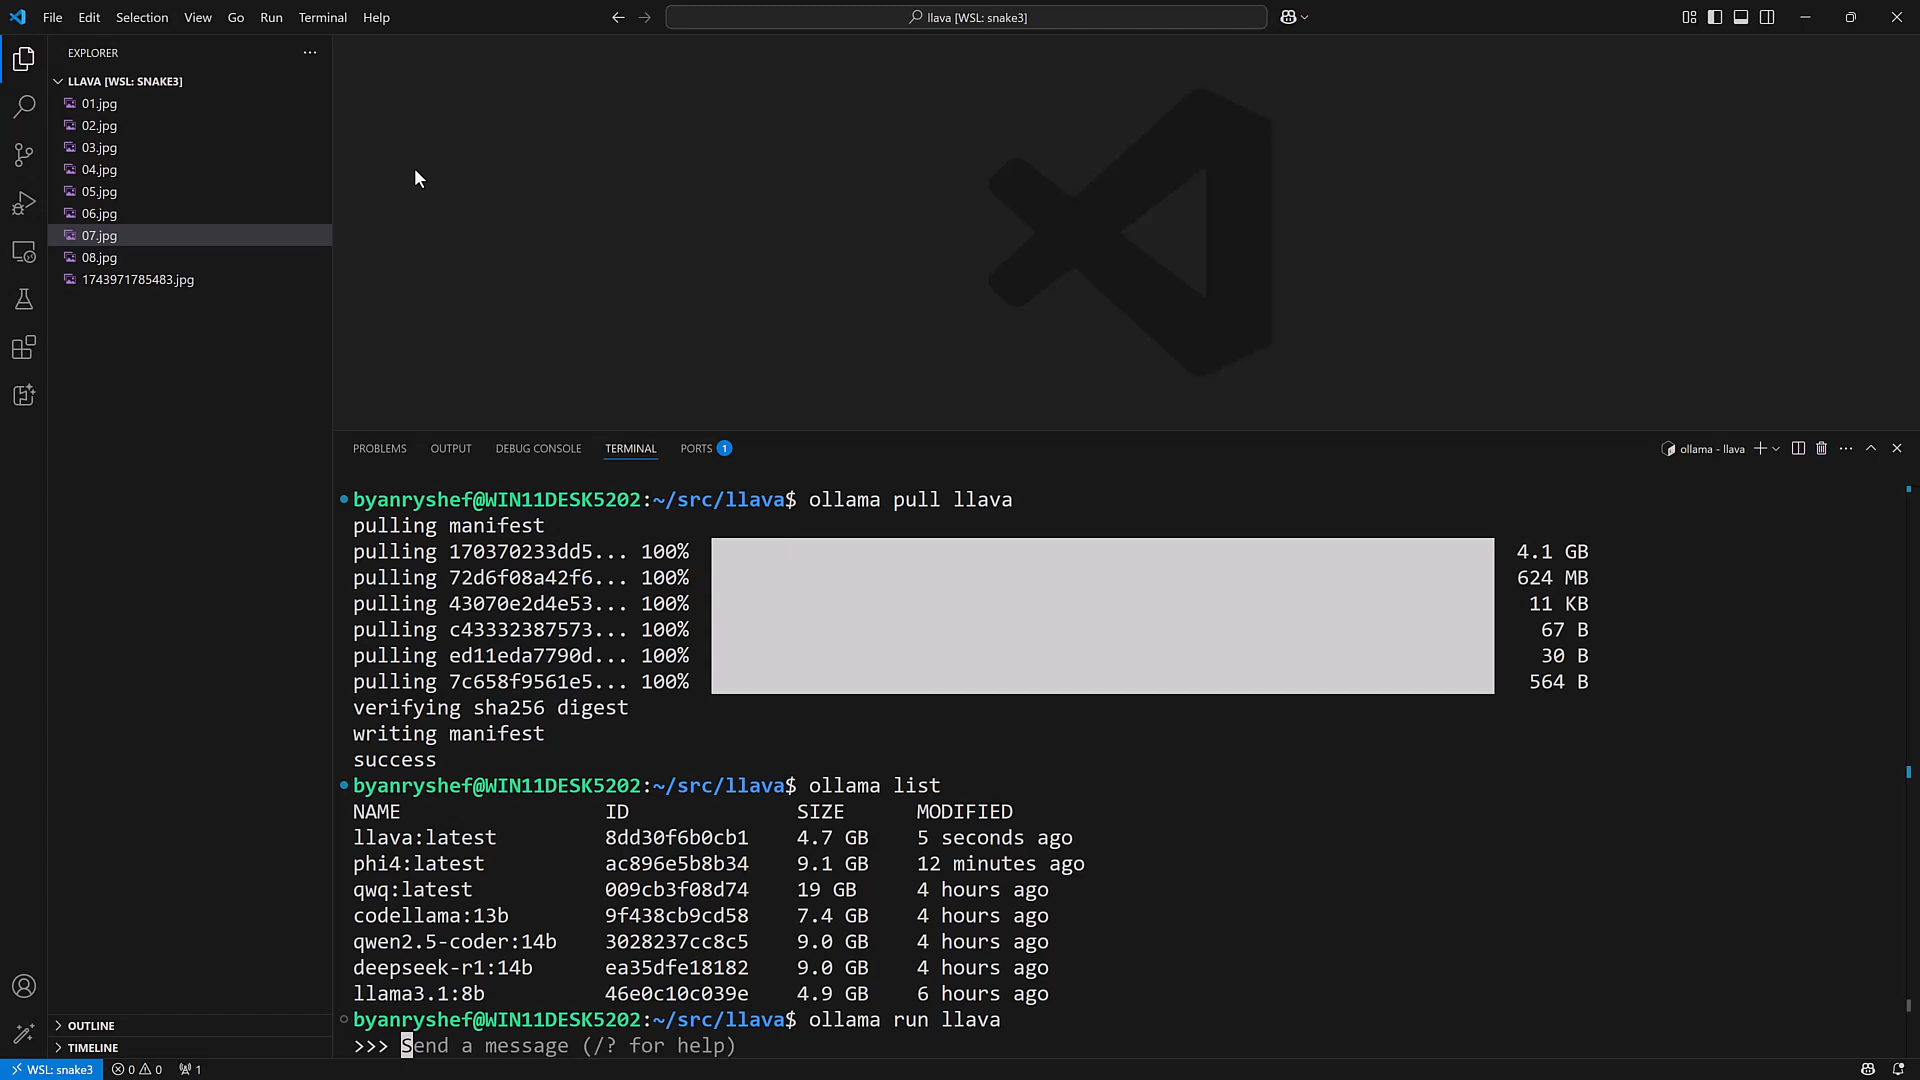 File Edit Selection View Go Run Terminal Help
llava [WSL: snake3]
EXPLORER
LLAVA [WSL: SNAKE3]
01.jpg
02.jpg
03.jpg
04.jpg
05.jpg
06.jpg
07.jpg
08.jpg
1743971785483.jpg
OUTLINE
TIMELINE
PROBLEMS OUTPUT DEBUG CONSOLE TERMINAL PORTS 1
ollama - llava
byanryshef@WIN11DESK5202:~/src/llava$ ollama pull llava
pulling manifest
pulling 170370233dd5... 100% 4.1 GB
pulling 72d6f08a42f6... 100% 624 MB
pulling 43070e2d4e53... 100% 11 KB
pulling c43332387573... 100% 67 B
pulling ed11eda7790d... 100% 30 B
pulling 7c658f9561e5... 100% 564 B
verifying sha256 digest
writing manifest
success
byanryshef@WIN11DESK5202:~/src/llava$ ollama list
NAME ID SIZE MODIFIED
llava:latest 8dd30f6b0cb1 4.7 GB 5 seconds ago
phi4:latest ac896e5b8b34 9.1 GB 12 minutes ago
qwq:latest 009cb3f08d74 19 GB 4 hours ago
codellama:13b 9f438cb9cd58 7.4 GB 4 hours ago
qwen2.5-coder:14b 3028237cc8c5 9.0 GB 4 hours ago
deepseek-r1:14b ea35dfe18182 9.0 GB 4 hours ago
llama3.1:8b 46e0c10c039e 4.9 GB 6 hours ago
byanryshef@WIN11DESK5202:~/src/llava$ ollama run llava
>>> Send a message (/? for help)
WSL: snake3 0 0 1